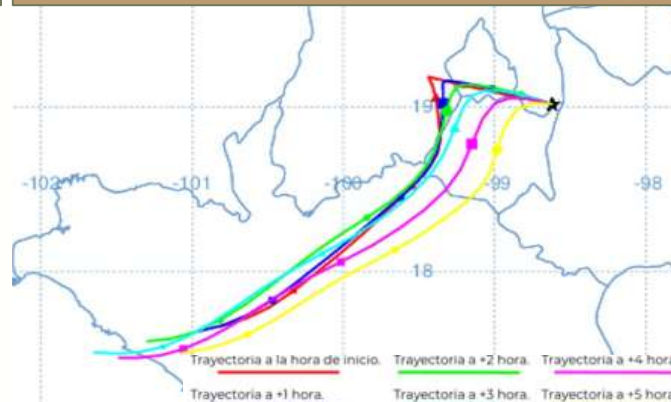 19
-102 -101 -100 -99 -98
18
Trayectoria a la hora de inicio. Trayectoria a +2 hora. Trayectoria a +4 hora.
Trayectoria a +1 hora. Trayectoria a +3 hora. Trayectoria a +5 hora.